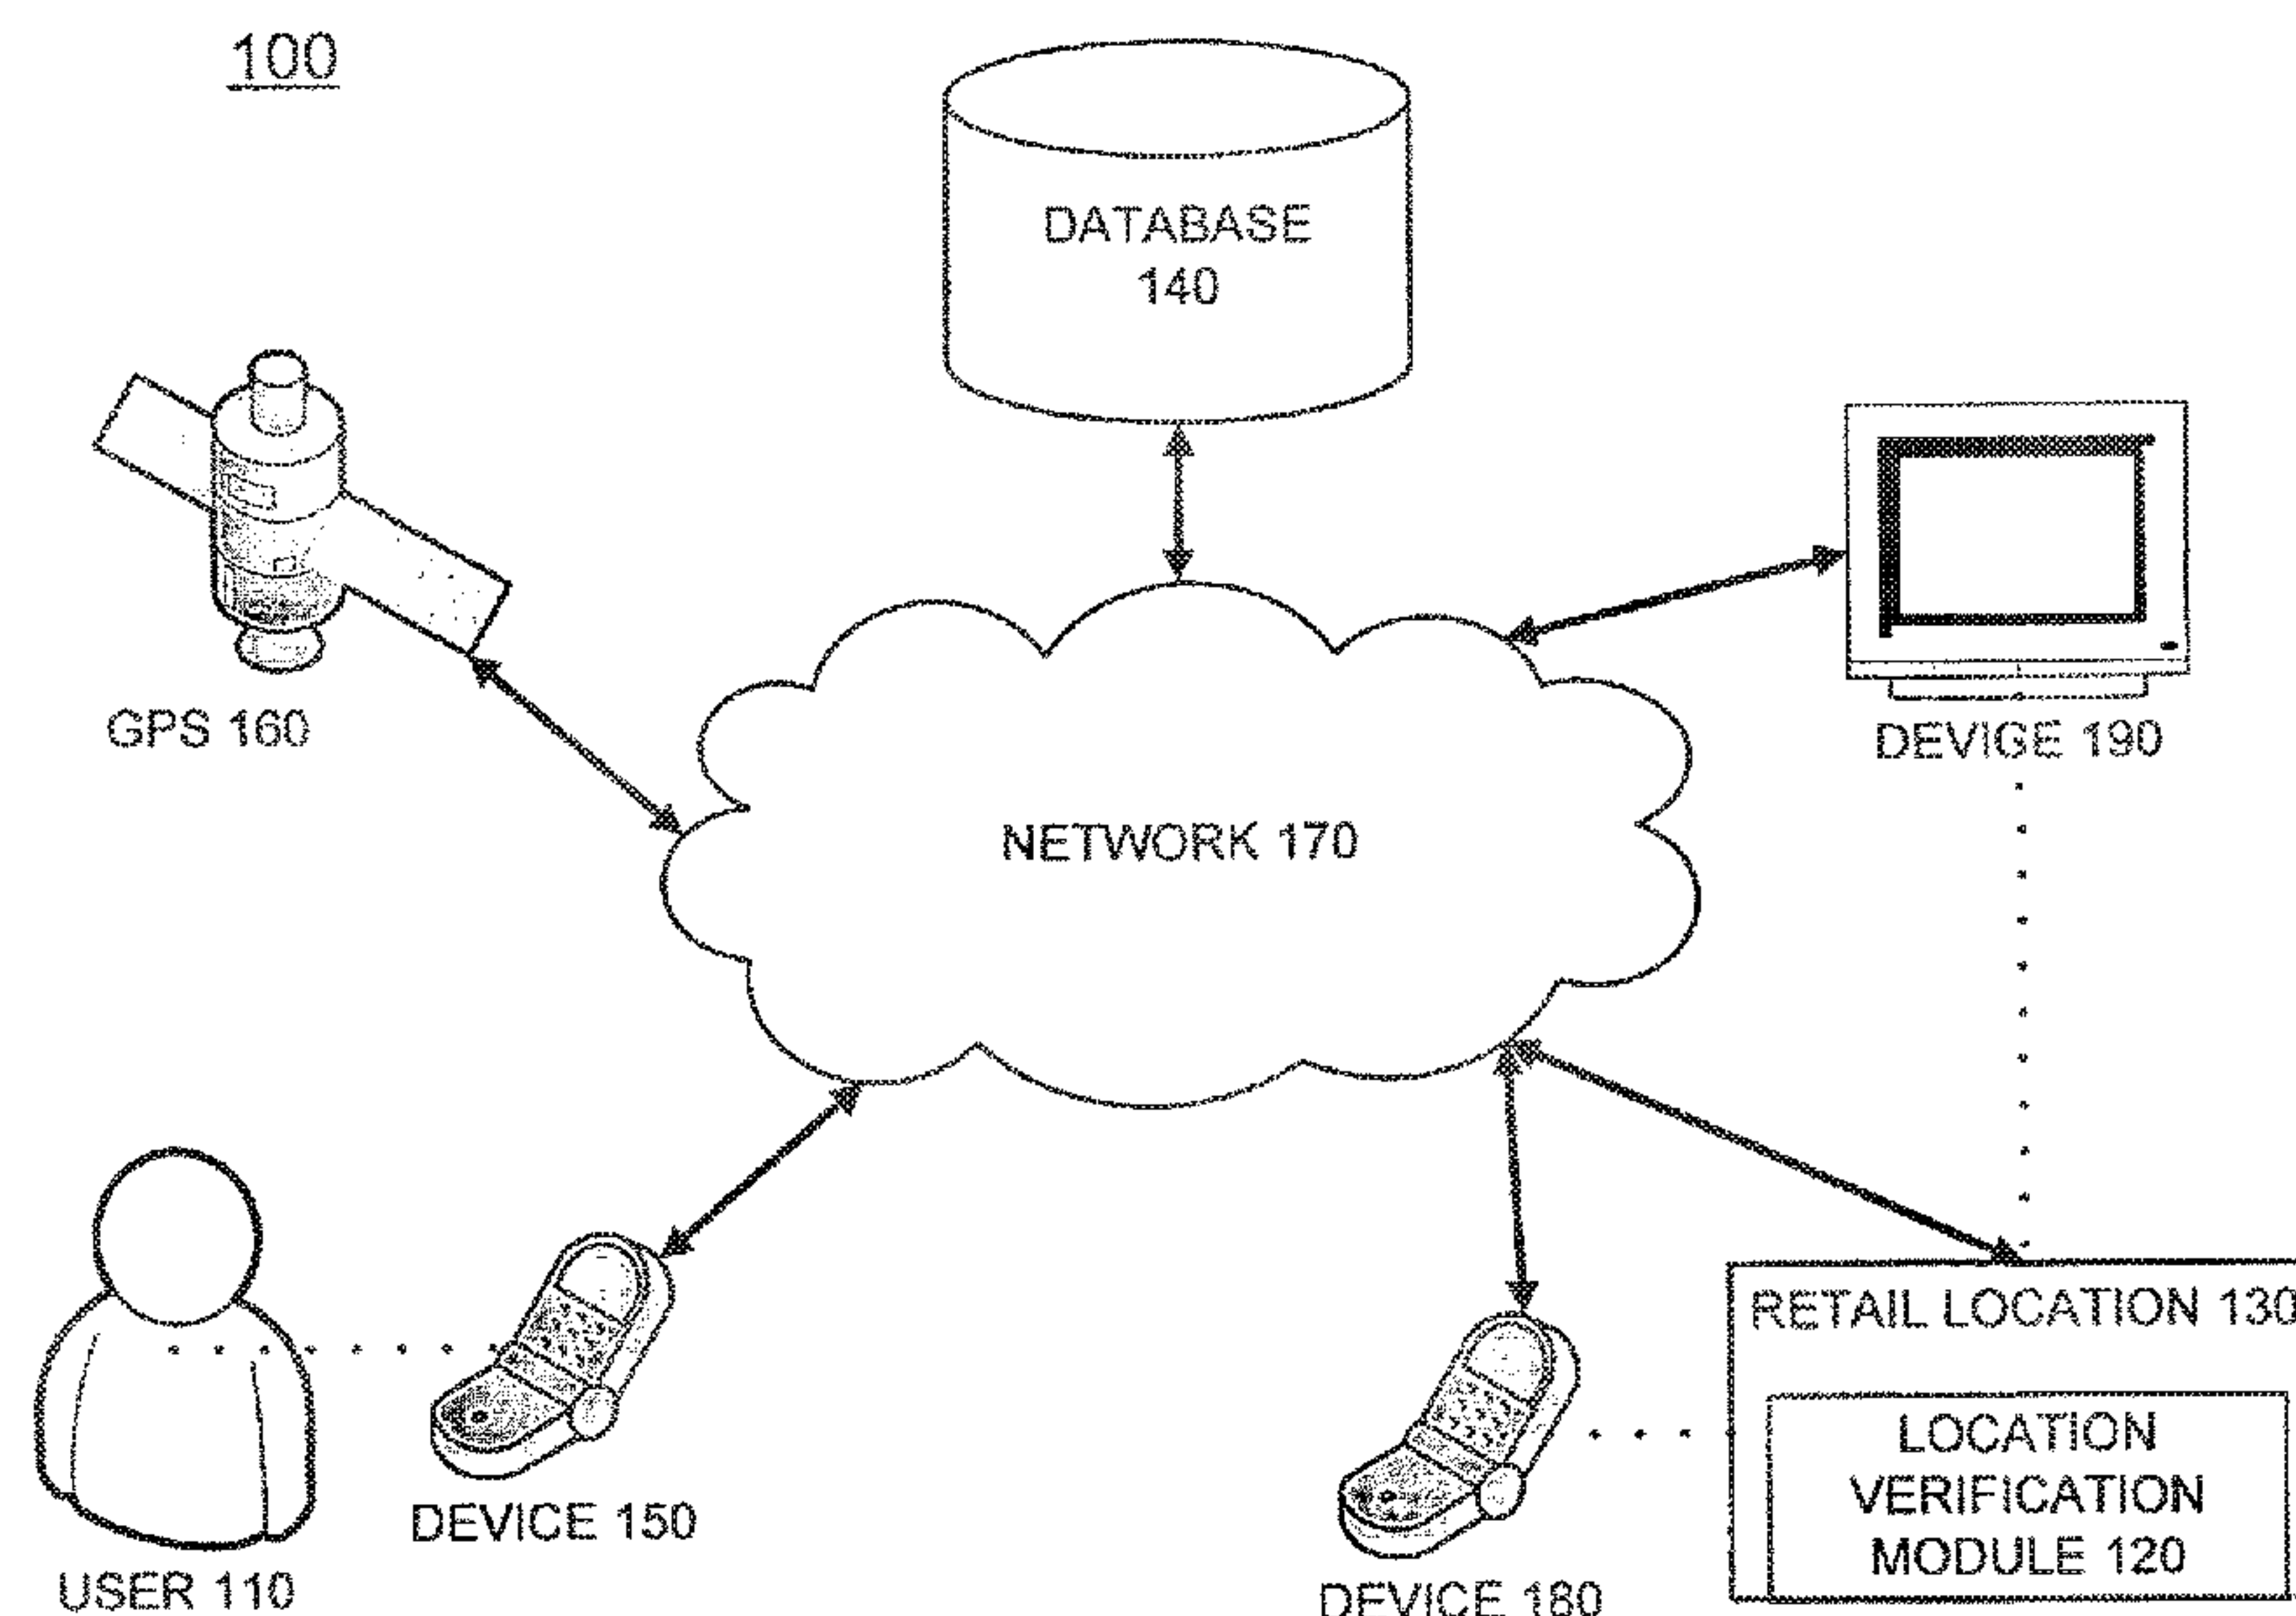 100
DATABASE
140
GPS 160
DEVICE 190
NETWORK 170
RETAIL LOCATION 130
LOCATION
VERIFICATION
MODULE 120
DEVICE 150
USER 110
DEVICE 180